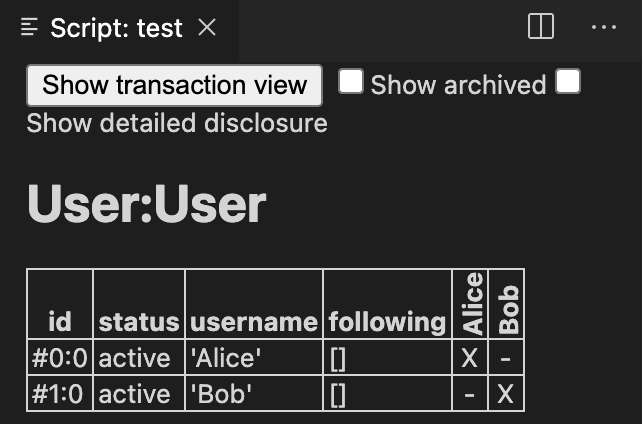 Script: test
Show transaction view Show archived
Show detailed disclosure
User:User
id status username following Alice Bob
#0:0 active 'Alice' [] X -
#1:0 active 'Bob' [] - X